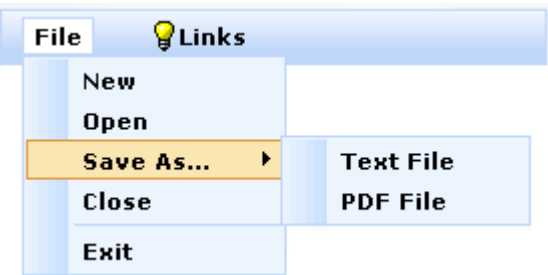 File Links
New
Open
Save As...
Text File
Close
PDF File
Exit